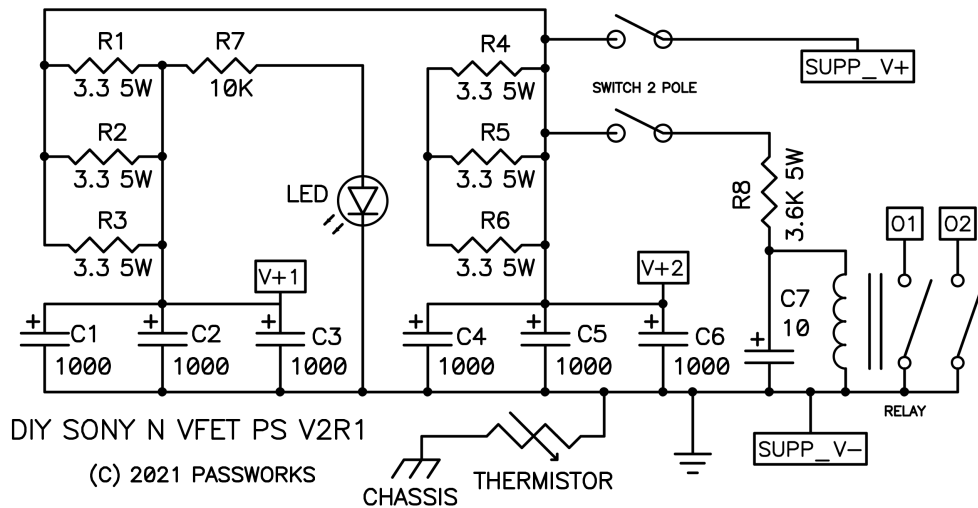 R1
3.3 5W
R7
10K
R4
3.3 5W
SWITCH 2 POLE
SUPP_V+
R2
3.3 5W
LED
R5
3.3 5W
R8
3.6K 5W
R3
3.3 5W
V+1
R6
3.3 5W
V+2
O1
O2
+
C1
1000
+
C2
1000
+
C3
1000
+
C4
1000
+
C5
1000
+
C6
1000
+
C7
10
RELAY
DIY SONY N VFET PS V2R1
(C) 2021 PASSWORKS
CHASSIS
THERMISTOR
SUPP_V-